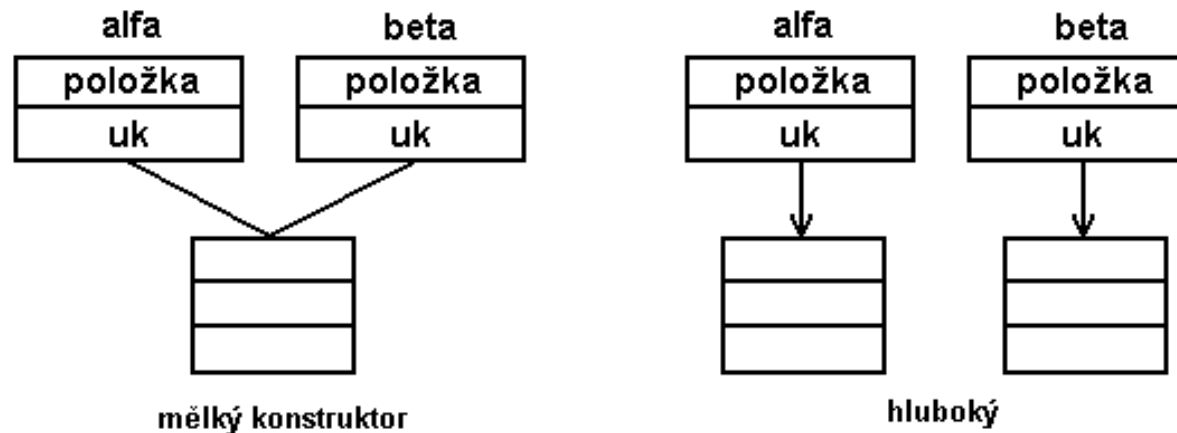 alfa beta alfa beta
položka položka položka položka
uk uk uk uk
mělký konstruktor hluboký